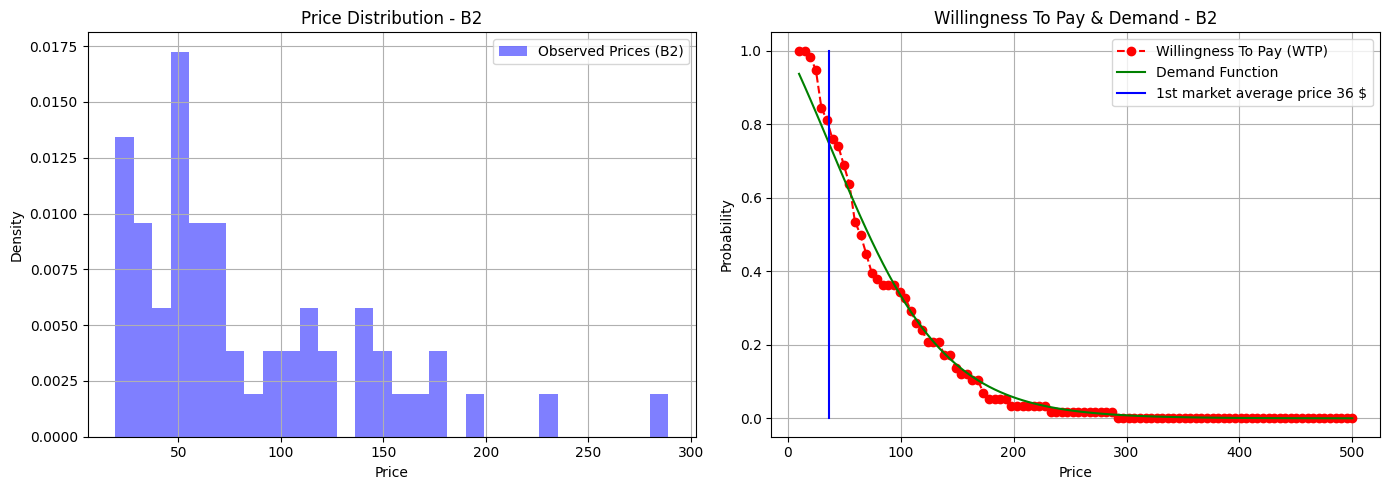 Price Distribution - B2
Observed Prices (B2)
0.0175
0.0150
0.0125
0.0100
0.0075
0.0050
0.0025
0.0000
Density
50
100
150
200
250
300
Price
Willingness To Pay & Demand - B2
Willingness To Pay (WTP)
Demand Function
1st market average price 36 $
1.0
0.8
0.6
0.4
0.2
0.0
Probability
0
100
200
300
400
500
Price